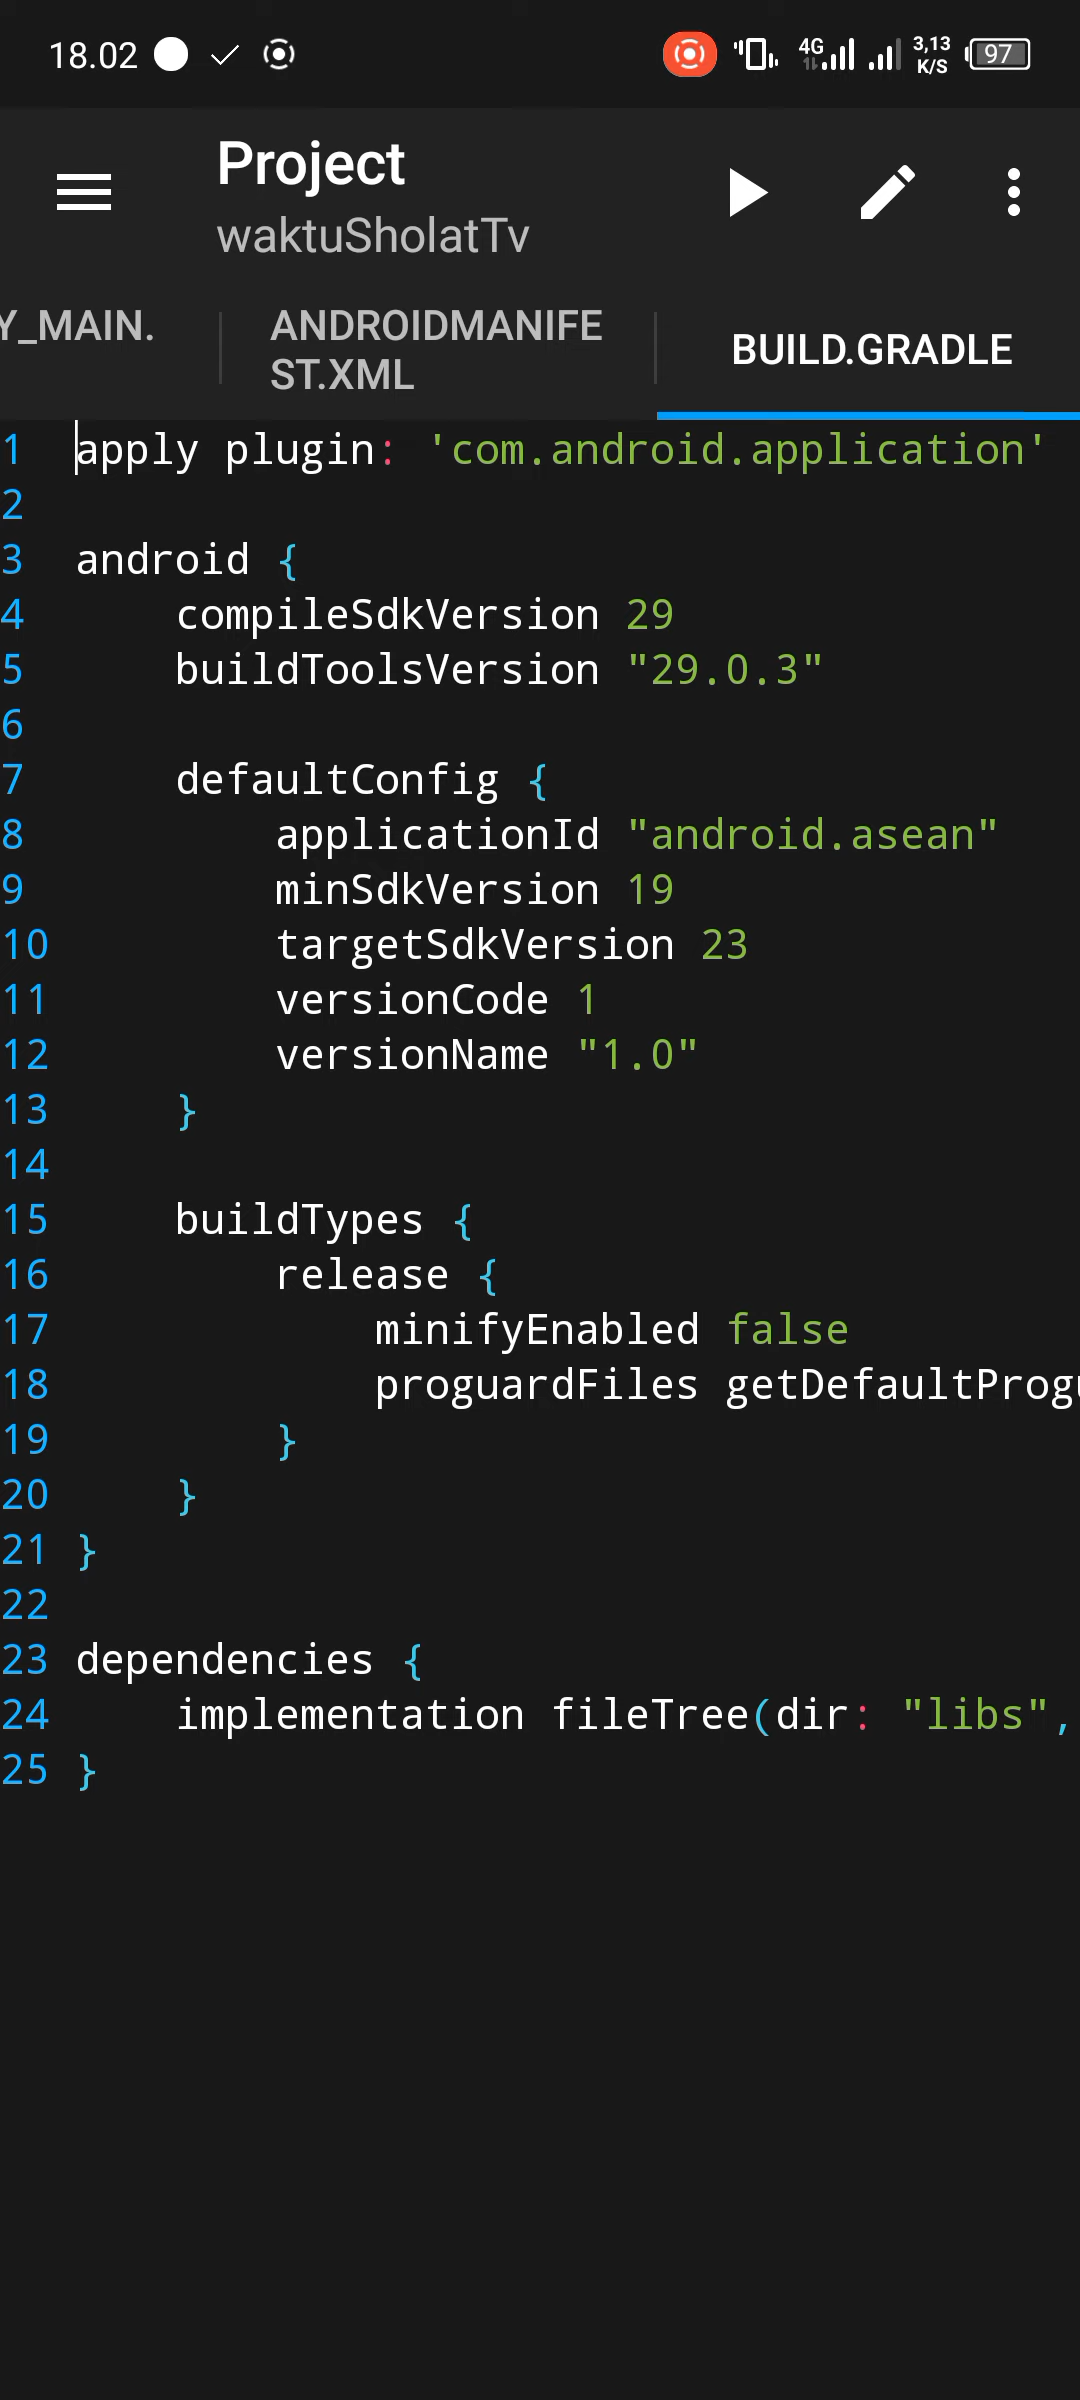 18.02
4G
3,13
K/S
97
Project
waktuSholatTv
Y_MAIN.
ANDROIDMANIFE
ST.XML
BUILD.GRADLE
1 apply plugin: 'com.android.application'
2
3 android {
4     compileSdkVersion 29
5     buildToolsVersion "29.0.3"
6
7     defaultConfig {
8         applicationId "android.asean"
9         minSdkVersion 19
10         targetSdkVersion 23
11         versionCode 1
12         versionName "1.0"
13     }
14
15     buildTypes {
16         release {
17             minifyEnabled false
18             proguardFiles getDefaultProgu
19         }
20     }
21 }
22
23 dependencies {
24     implementation fileTree(dir: "libs",
25 }